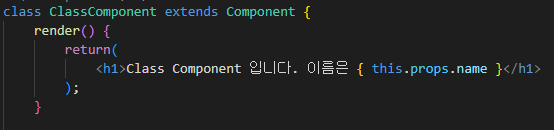 class ClassComponent extends Component {
    render() {
        return(
            <h1>Class Component 입니다. 이름은 { this.props.name }</h1>
        );
    }